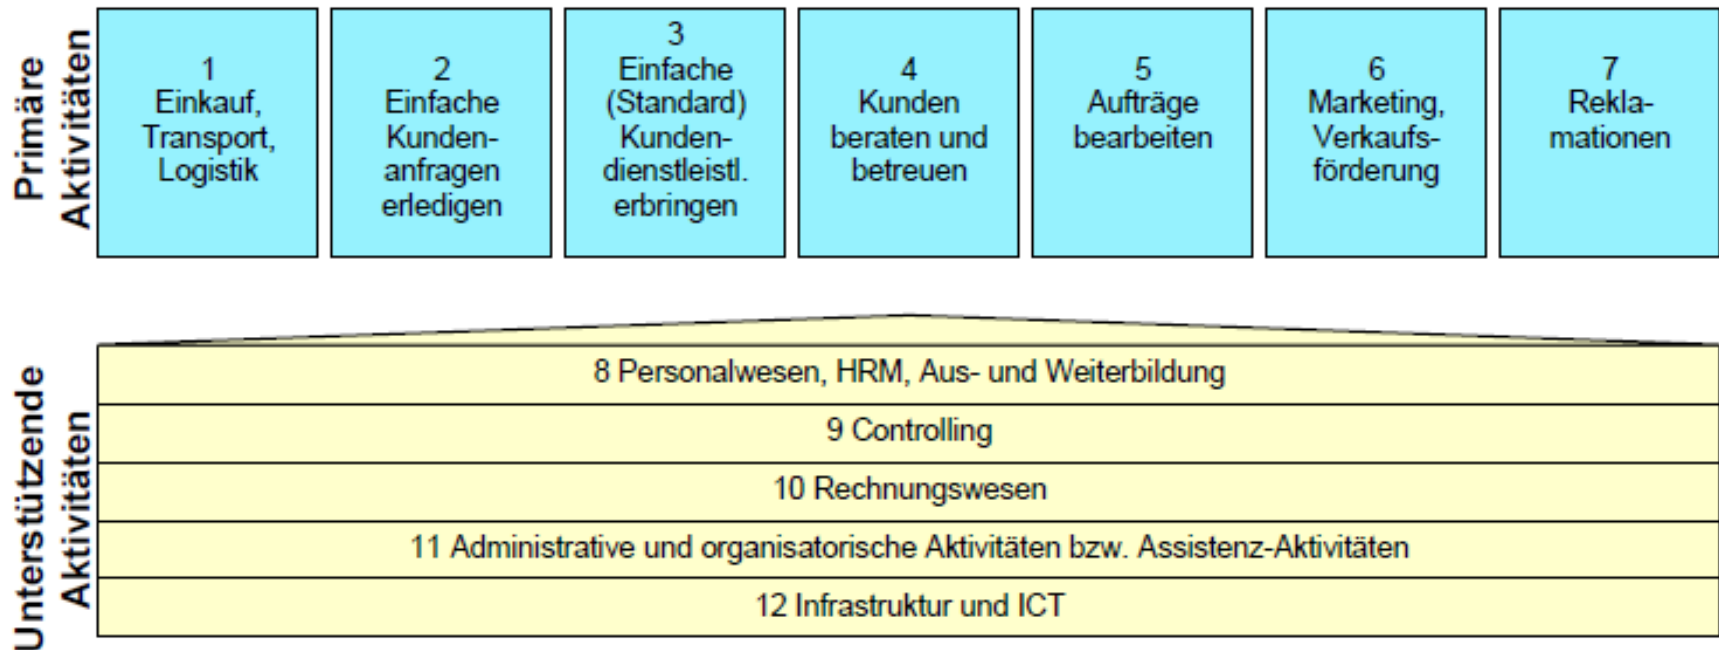 Primäre
Aktivitäten
1
Einkauf,
Transport,
Logistik
2
Einfache
Kunden-
anfragen
erledigen
3
Einfache
(Standard)
Kunden-
dienstleistl.
erbringen
4
Kunden
beraten und
betreuen
5
Aufträge
bearbeiten
6
Marketing,
Verkaufs-
förderung
7
Rekla-
mationen
Unterstützende
Aktivitäten
8 Personalwesen, HRM, Aus- und Weiterbildung
9 Controlling
10 Rechnungswesen
11 Administrative und organisatorische Aktivitäten bzw. Assistenz-Aktivitäten
12 Infrastruktur und ICT